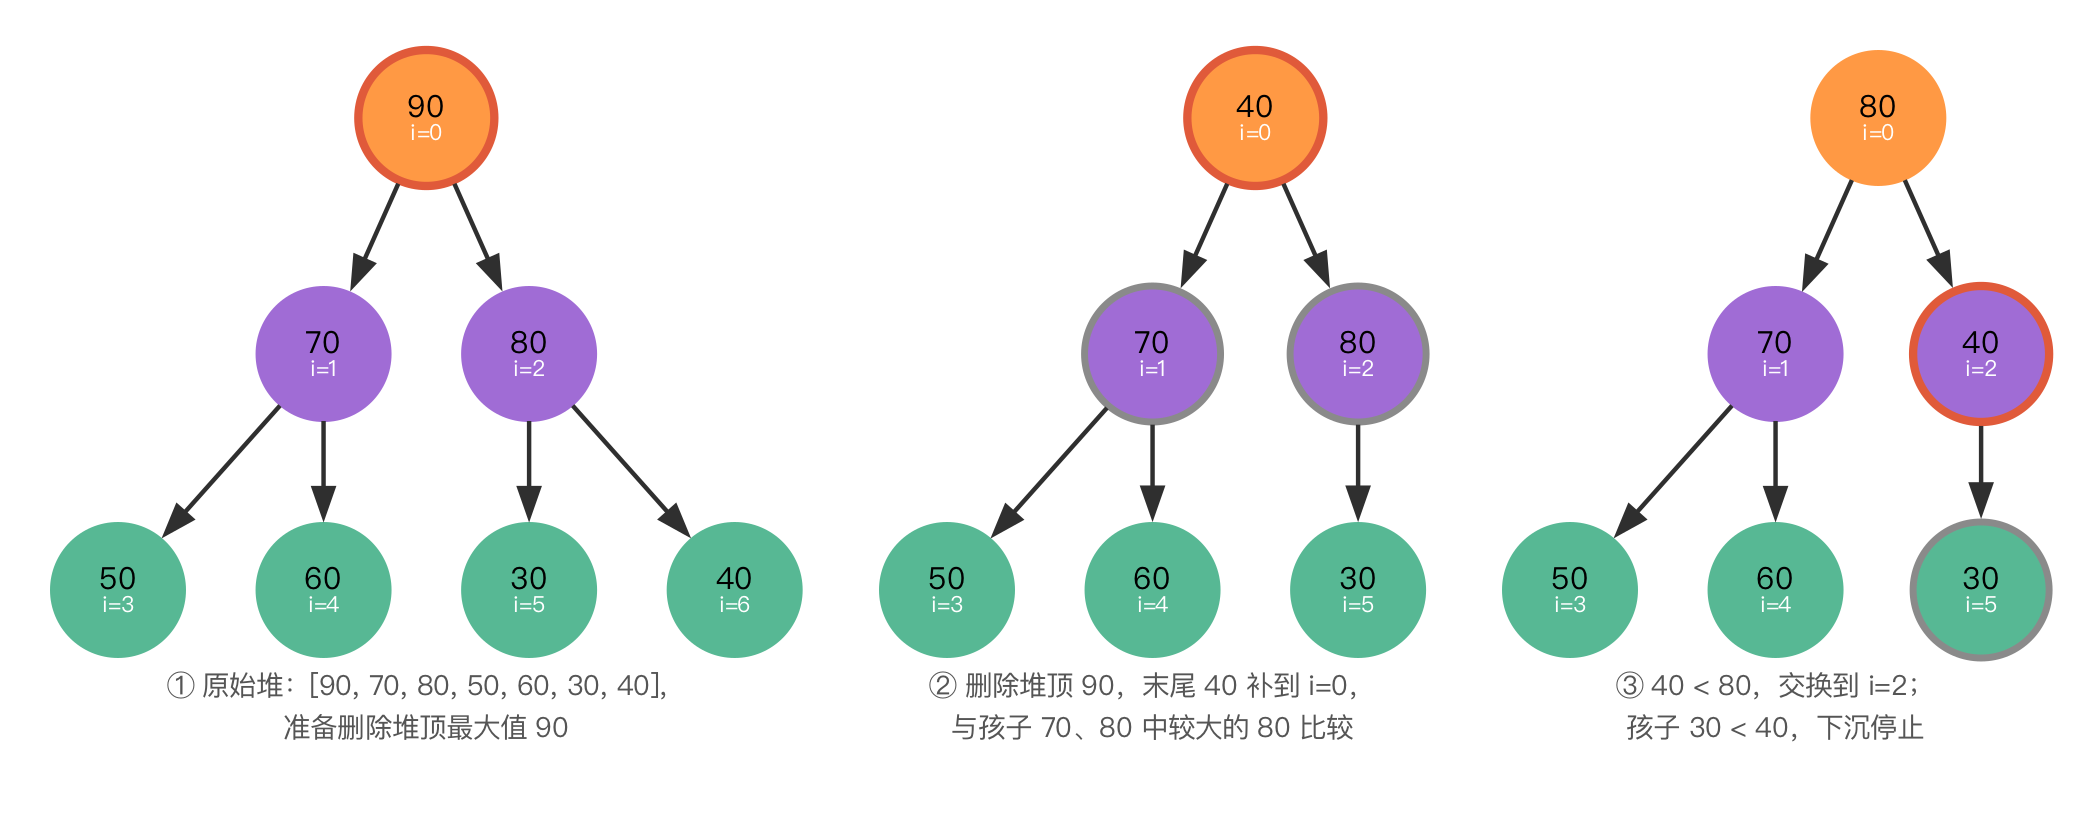 90
i=0
70
i=1
80
i=2
50
i=3
60
i=4
30
i=5
40
i=6
① 原始堆：[90, 70, 80, 50, 60, 30, 40]，
准备删除堆顶最大值 90
40
i=0
70
i=1
80
i=2
50
i=3
60
i=4
30
i=5
② 删除堆顶 90，末尾 40 补到 i=0，
与孩子 70、80 中较大的 80 比较
80
i=0
70
i=1
40
i=2
50
i=3
60
i=4
30
i=5
③ 40 < 80，交换到 i=2；
孩子 30 < 40，下沉停止